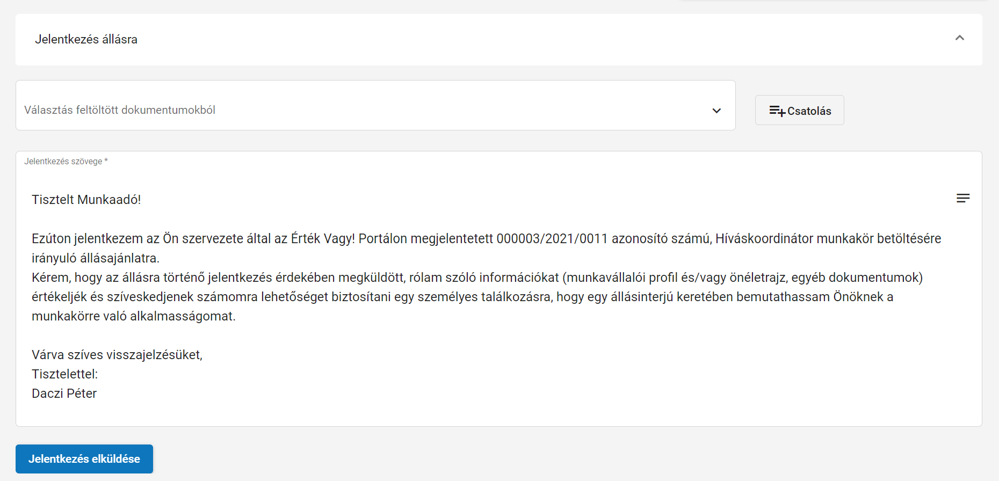 Jelentkezés állásra
Választás feltöltött dokumentumokból
Csatolás
Jelentkezés szövege *
Tisztelt Munkaadó!
Ezúton jelentkezem az Ön szervezete által az Érték Vagy! Portálon megjelentetett 000003/2021/0011 azonosító számú, Híváskoordinátor munkakör betöltésére
irányuló állásajánlatra.
Kérem, hogy az állásra történő jelentkezés érdekében megküldött, rólam szóló információkat (munkavállalói profil és/vagy önéletrajz, egyéb dokumentumok)
értékeljék és szíveskedjenek számomra lehetőséget biztosítani egy személyes találkozásra, hogy egy állásinterjú keretében bemutathassam Önöknek a
munkakörre való alkalmasságomat.
Várva szíves visszajelzésüket,
Tisztelettel:
Daczi Péter
Jelentkezés elküldése